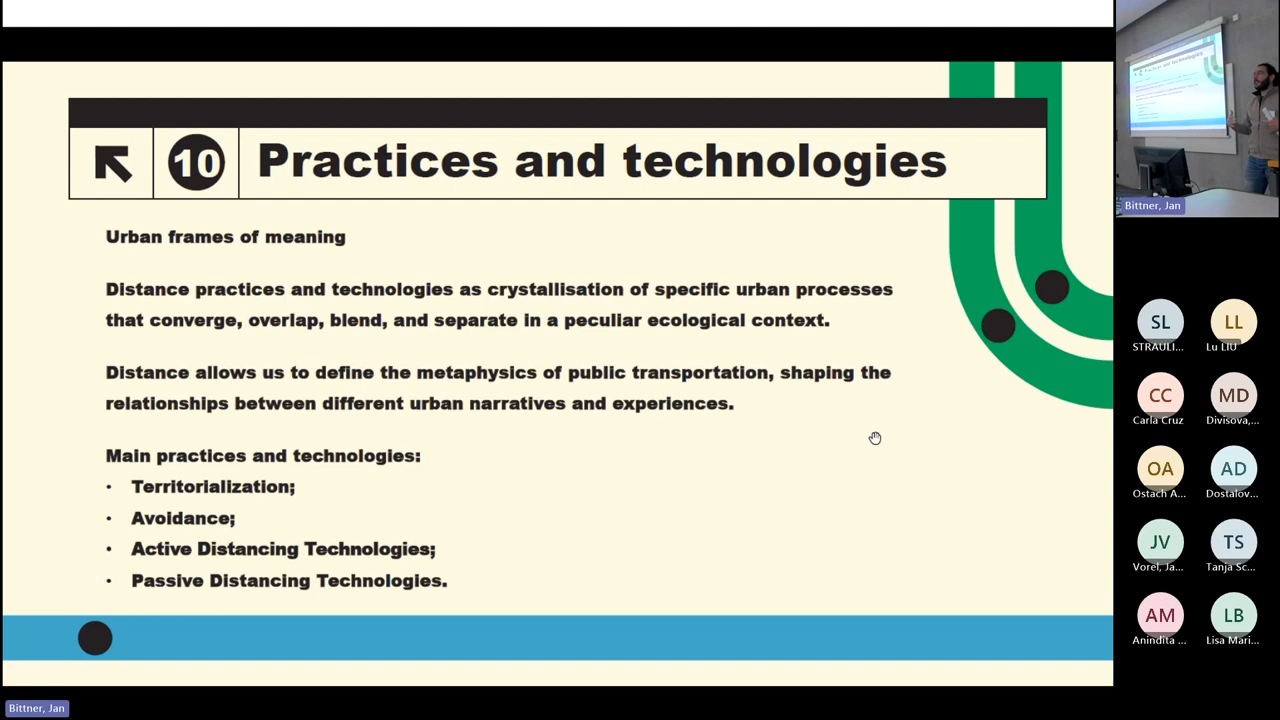 10
Practices and technologies
Urban frames of meaning
Distance practices and technologies as crystallisation of specific urban processes
that converge, overlap, blend, and separate in a peculiar ecological context.
Distance allows us to define the metaphysics of public transportation, shaping the
relationships between different urban narratives and experiences.
Main practices and technologies:
• Territorialization;
• Avoidance;
• Active Distancing Technologies;
• Passive Distancing Technologies.
Bittner, Jan
Practices and technologies
Bittner, Jan
SL
STRAULI...
LL
Lu LIU
CC
Carla Cruz
MD
Divisova,...
OA
Ostach A...
AD
Dostalov...
JV
Vorel, Ja...
TS
Tanja Sc...
AM
Anindita ...
LB
Lisa Mari...